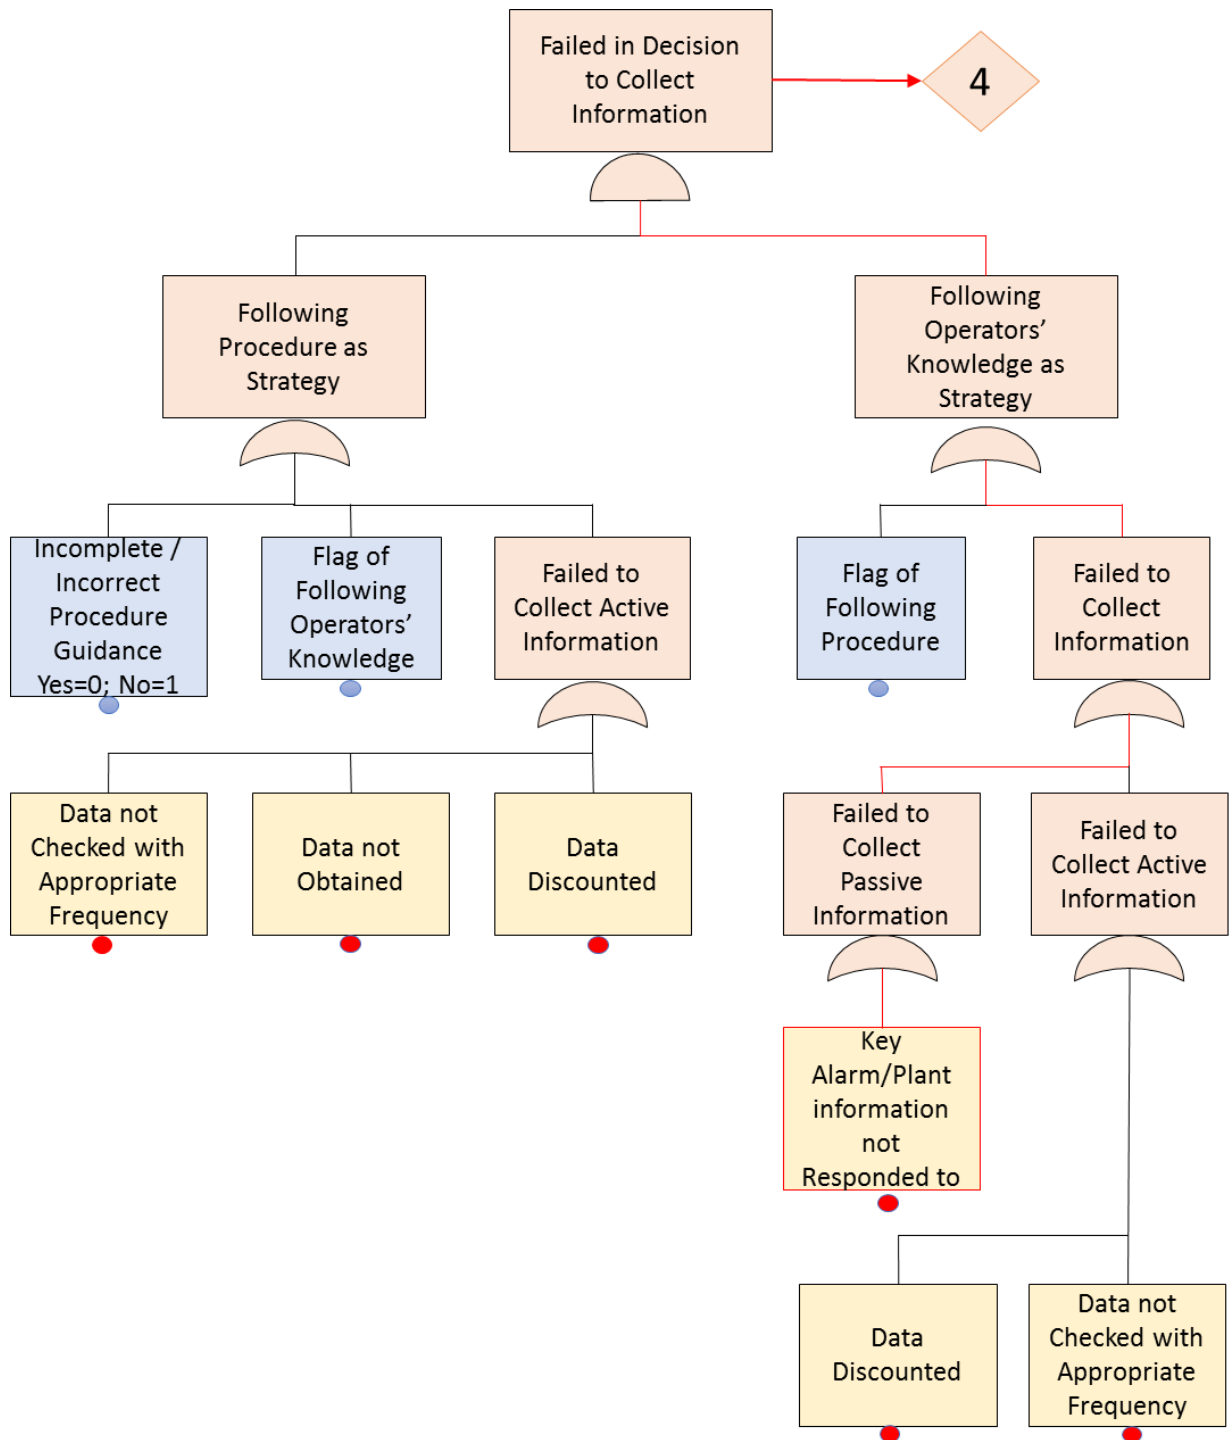 Failed in Decision
to Collect
Information
4
Following
Procedure as
Strategy
Following
Operators’
Knowledge as
Strategy
Incomplete /
Incorrect
Procedure
Guidance
Yes=0; No=1
Flag of
Following
Operators’
Knowledge
Failed to
Collect Active
Information
Flag of
Following
Procedure
Failed to
Collect
Information
Data not
Checked with
Appropriate
Frequency
Data not
Obtained
Data
Discounted
Failed to
Collect
Passive
Information
Failed to
Collect Active
Information
Key
Alarm/Plant
information
not
Responded to
Data
Discounted
Data not
Checked with
Appropriate
Frequency